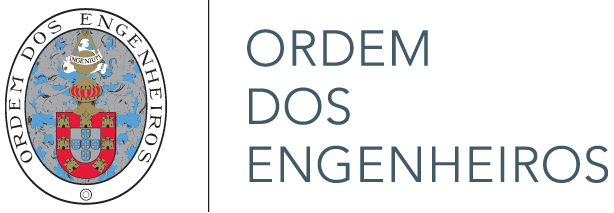 ORDEM DOS ENGENHEIROS
INGENIUM
ORDEM
DOS
ENGENHEIROS